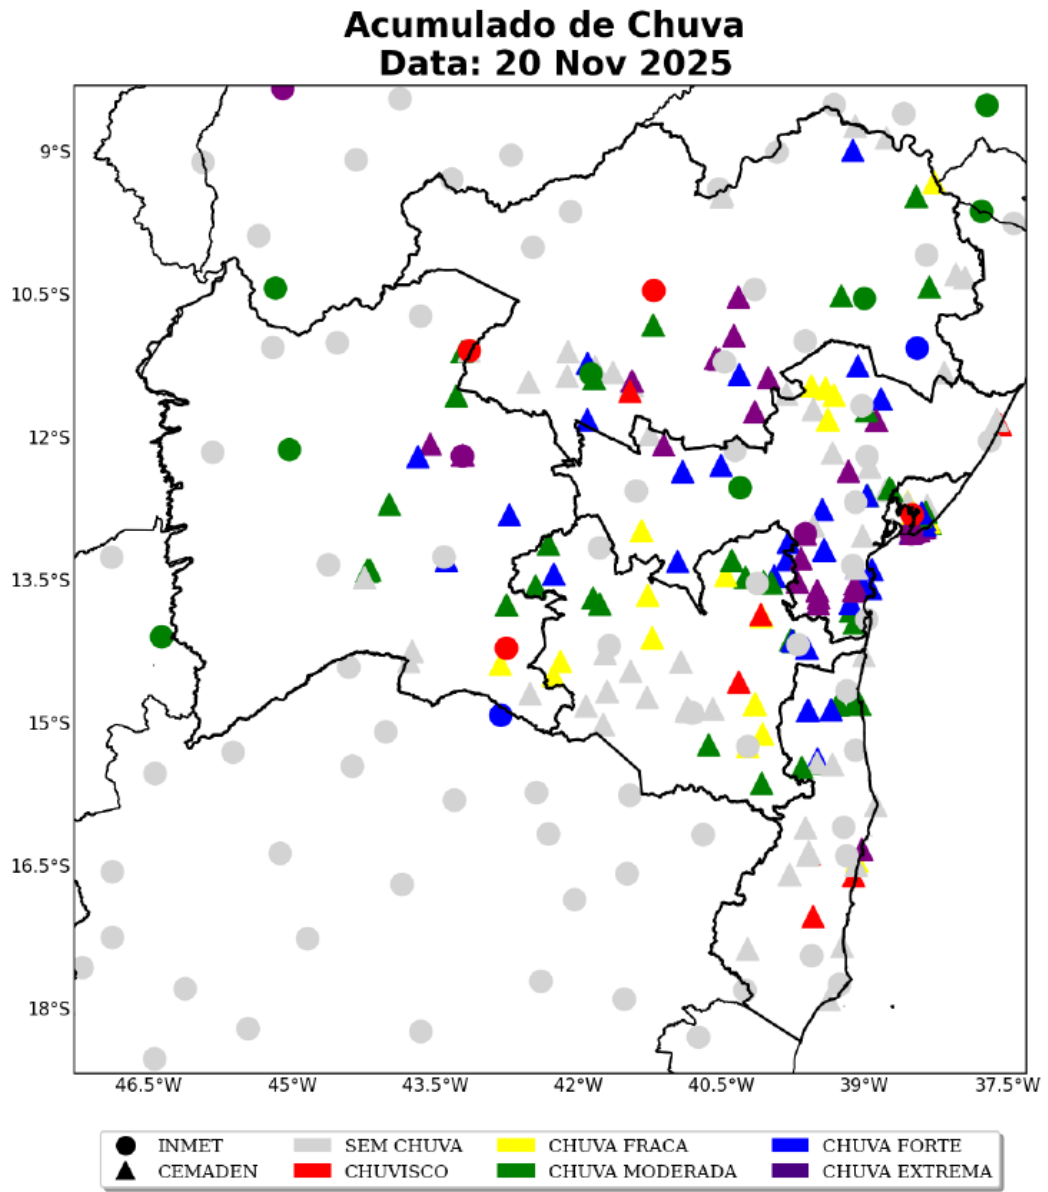 Acumulado de Chuva
Data: 20 Nov 2025
9°S
10.5°S
12°S
13.5°S
15°S
16.5°S
18°S
46.5°W 45°W 43.5°W 42°W 40.5°W 39°W 37.5°W
INMET SEM CHUVA CHUVA FRACA CHUVA FORTE
CEMADEN CHUVISCO CHUVA MODERADA CHUVA EXTREMA